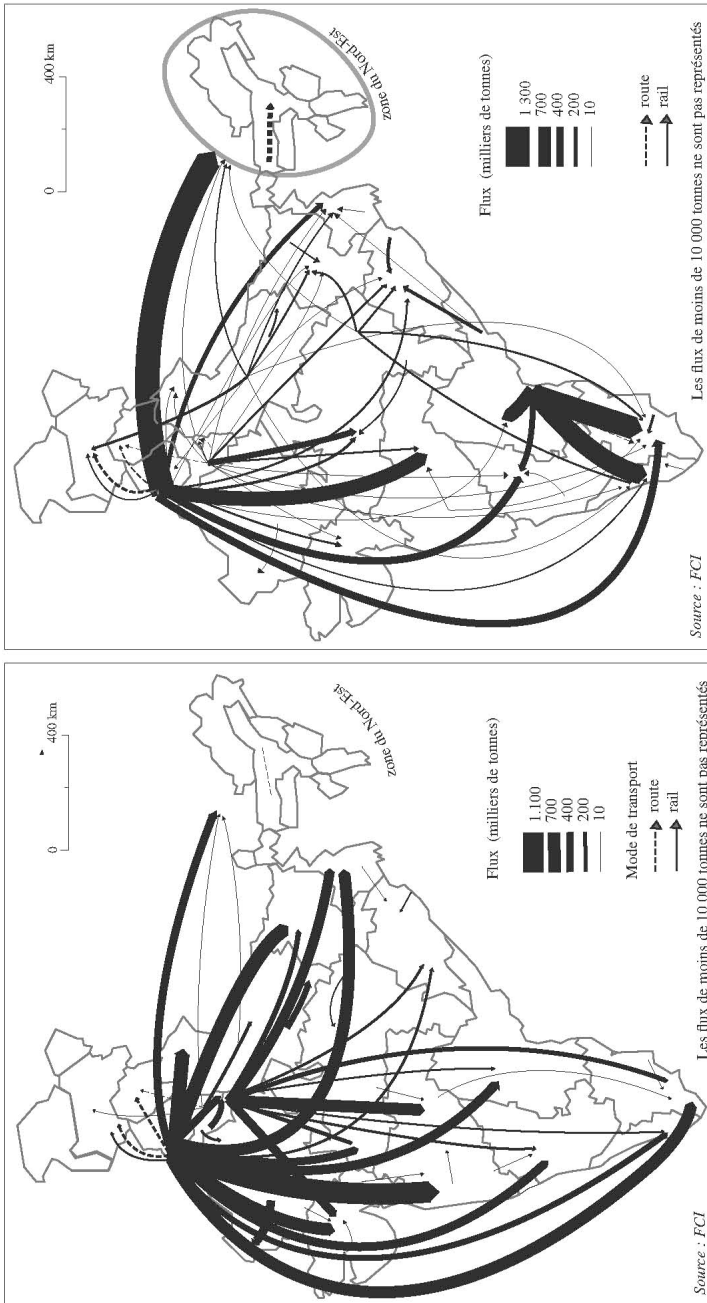 0
400 km
zone du Nord-Est
Flux (milliers de tonnes)
1.100
700
400
200
10
Mode de transport
route
rail
Source : FCI
Les flux de moins de 10 000 tonnes ne sont pas représentés
0
400 km
zone du Nord-Est
Flux (milliers de tonnes)
1 300
700
400
200
10
route
rail
Source : FCI
Les flux de moins de 10 000 tonnes ne sont pas représentés